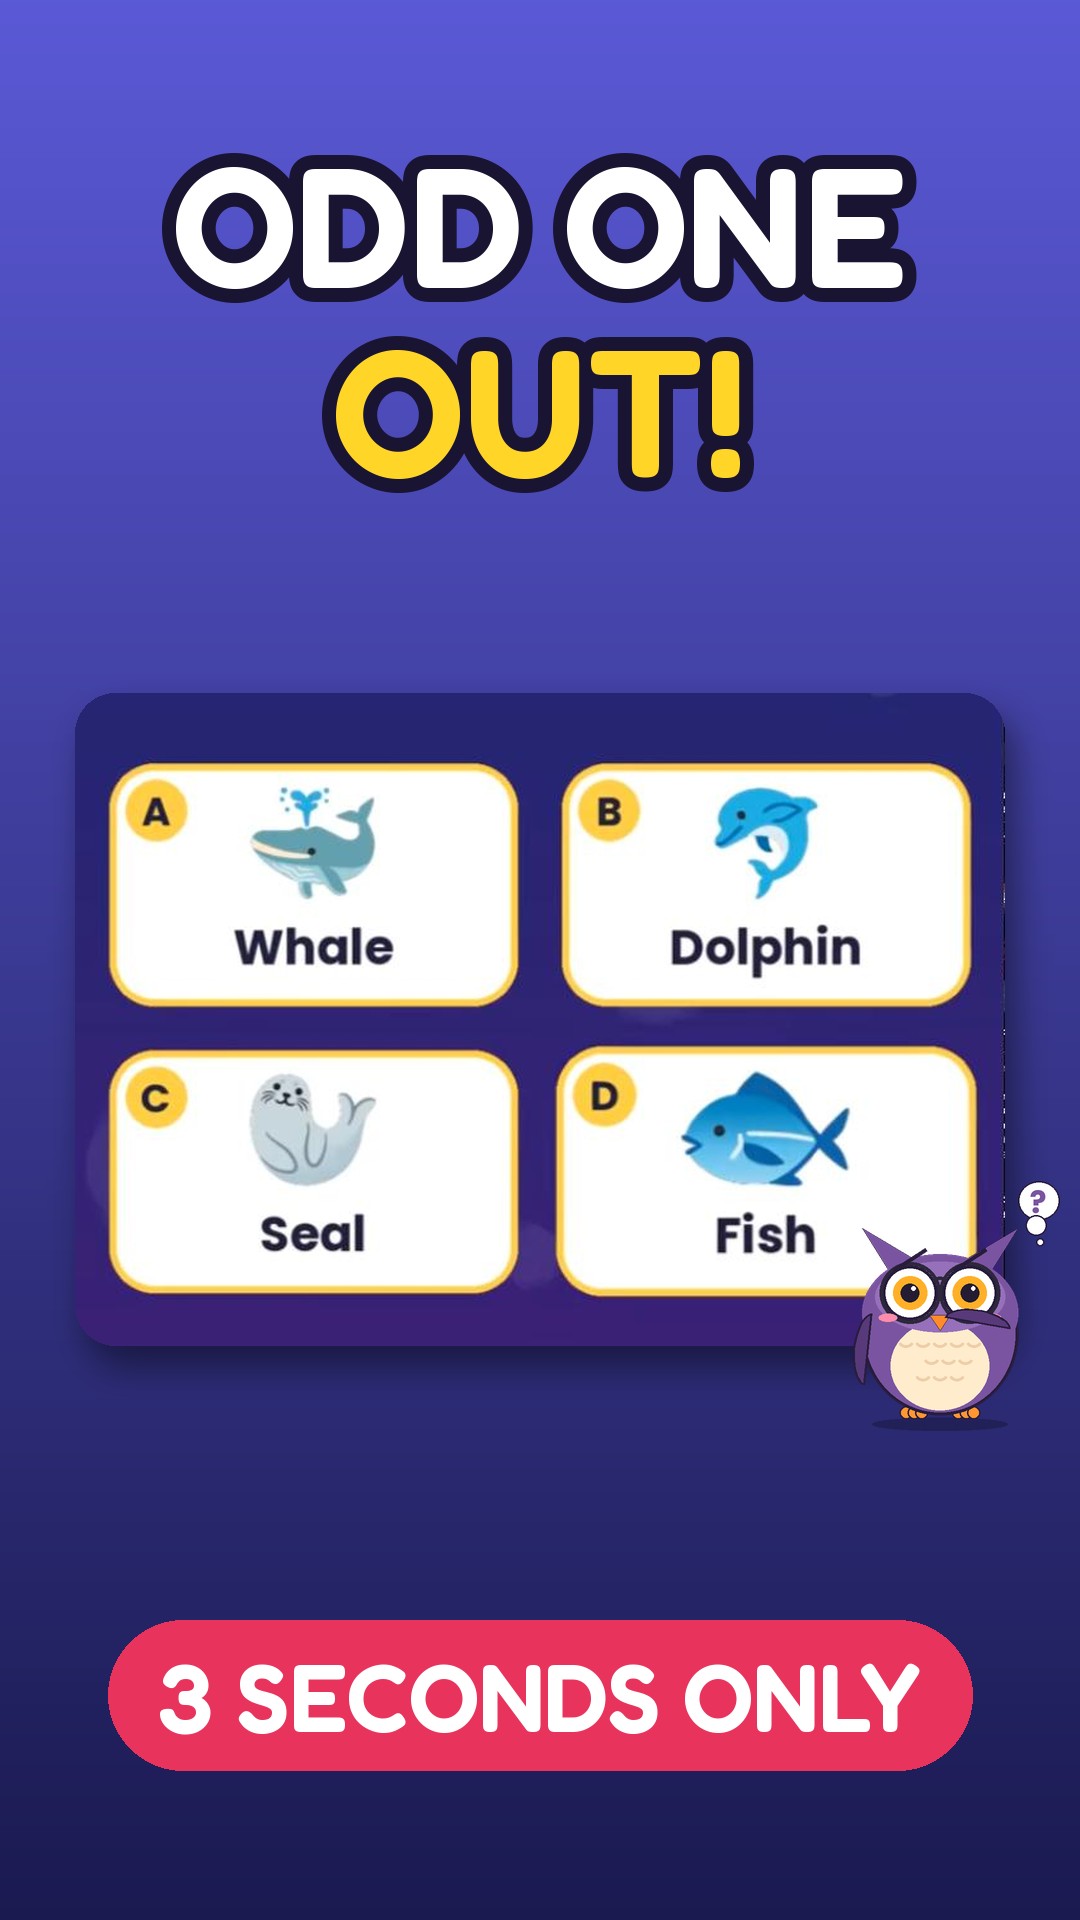 ODD ONE
OUT!
A
Whale
B
Dolphin
C
Seal
D
Fish
?
3 SECONDS ONLY